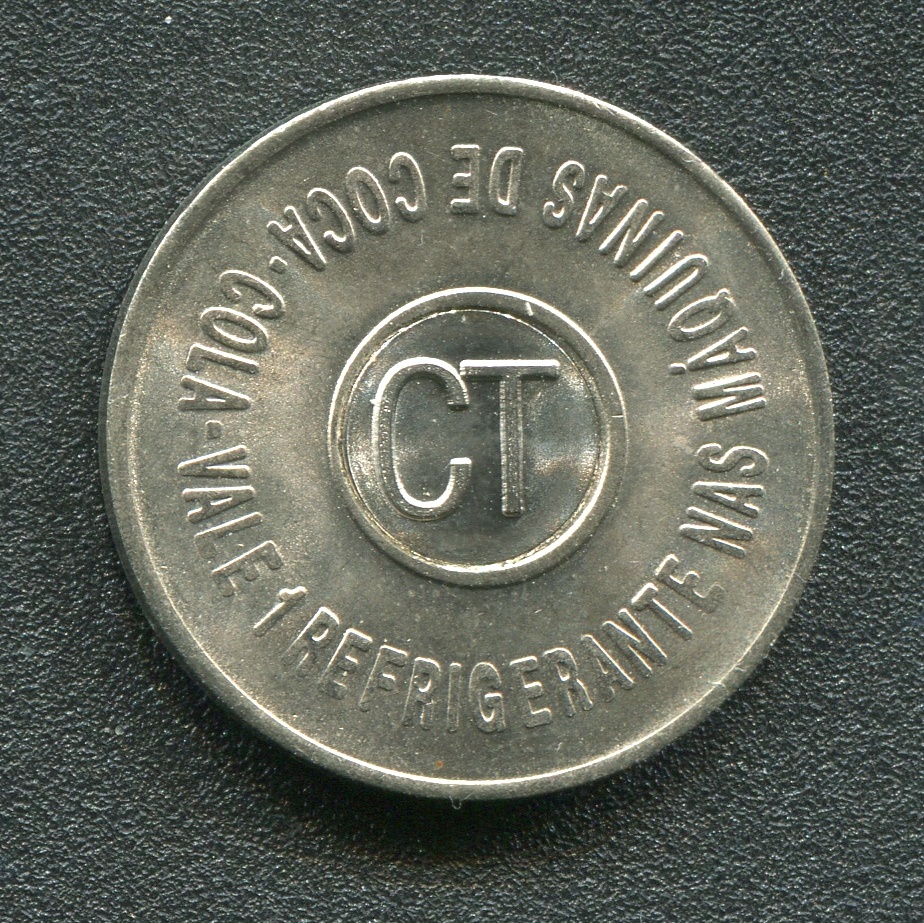 VALE 1 REFRIGERANTE NAS MÁQUINAS DE COCA·COLA-
CT